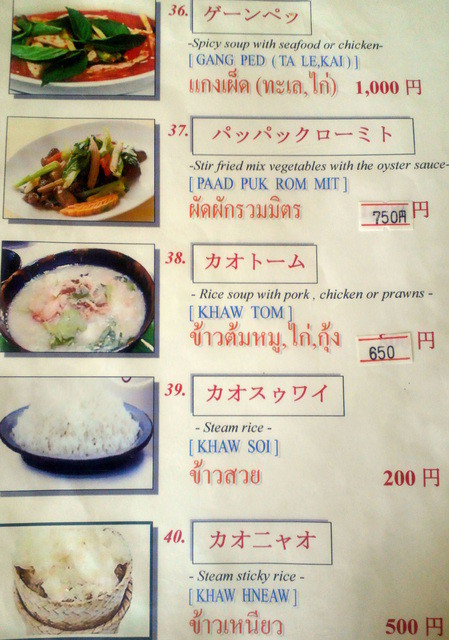 36. ゲーンペッ
-Spicy soup with seafood or chicken-
[ GANG PED ( TA LE,KAI ) ]
แกงเผ็ด (ทะเล,ไก่) 1,000 円
37. パッパックローミト
-Stir fried mix vegetables with the oyster sauce-
[ PAAD PUK ROM MIT ]
ผัดผักรวมมิตร 750円 円
38. カオトーム
- Rice soup with pork , chicken or prawns -
[ KHAW TOM ]
ข้าวต้มหมู,ไก่,กุ้ง 650 円
39. カオスゥワイ
- Steam rice -
[ KHAW SOI ]
ข้าวสวย 200 円
40. カオニャオ
- Steam sticky rice -
[ KHAW HNEAW ]
ข้าวเหนียว 500 円